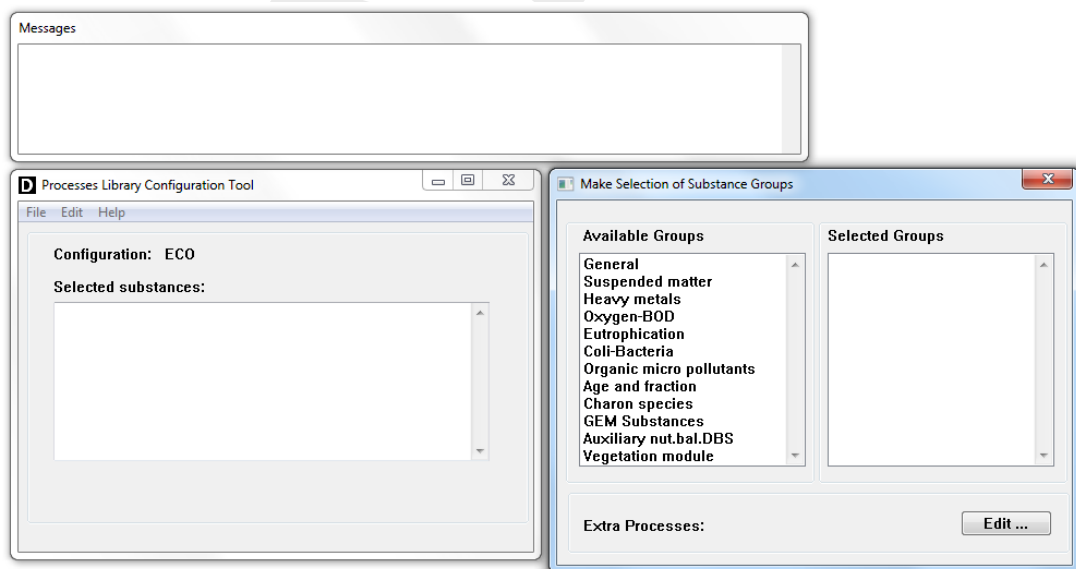 Messages
D Processes Library Configuration Tool
File Edit Help
Configuration: ECO
Selected substances:
Make Selection of Substance Groups
Available Groups
General
Suspended matter
Heavy metals
Oxygen-BOD
Eutrophication
Coli-Bacteria
Organic micro pollutants
Age and fraction
Charon species
GEM Substances
Auxiliary nut.bal.DBS
Vegetation module
Selected Groups
Extra Processes:
Edit ...